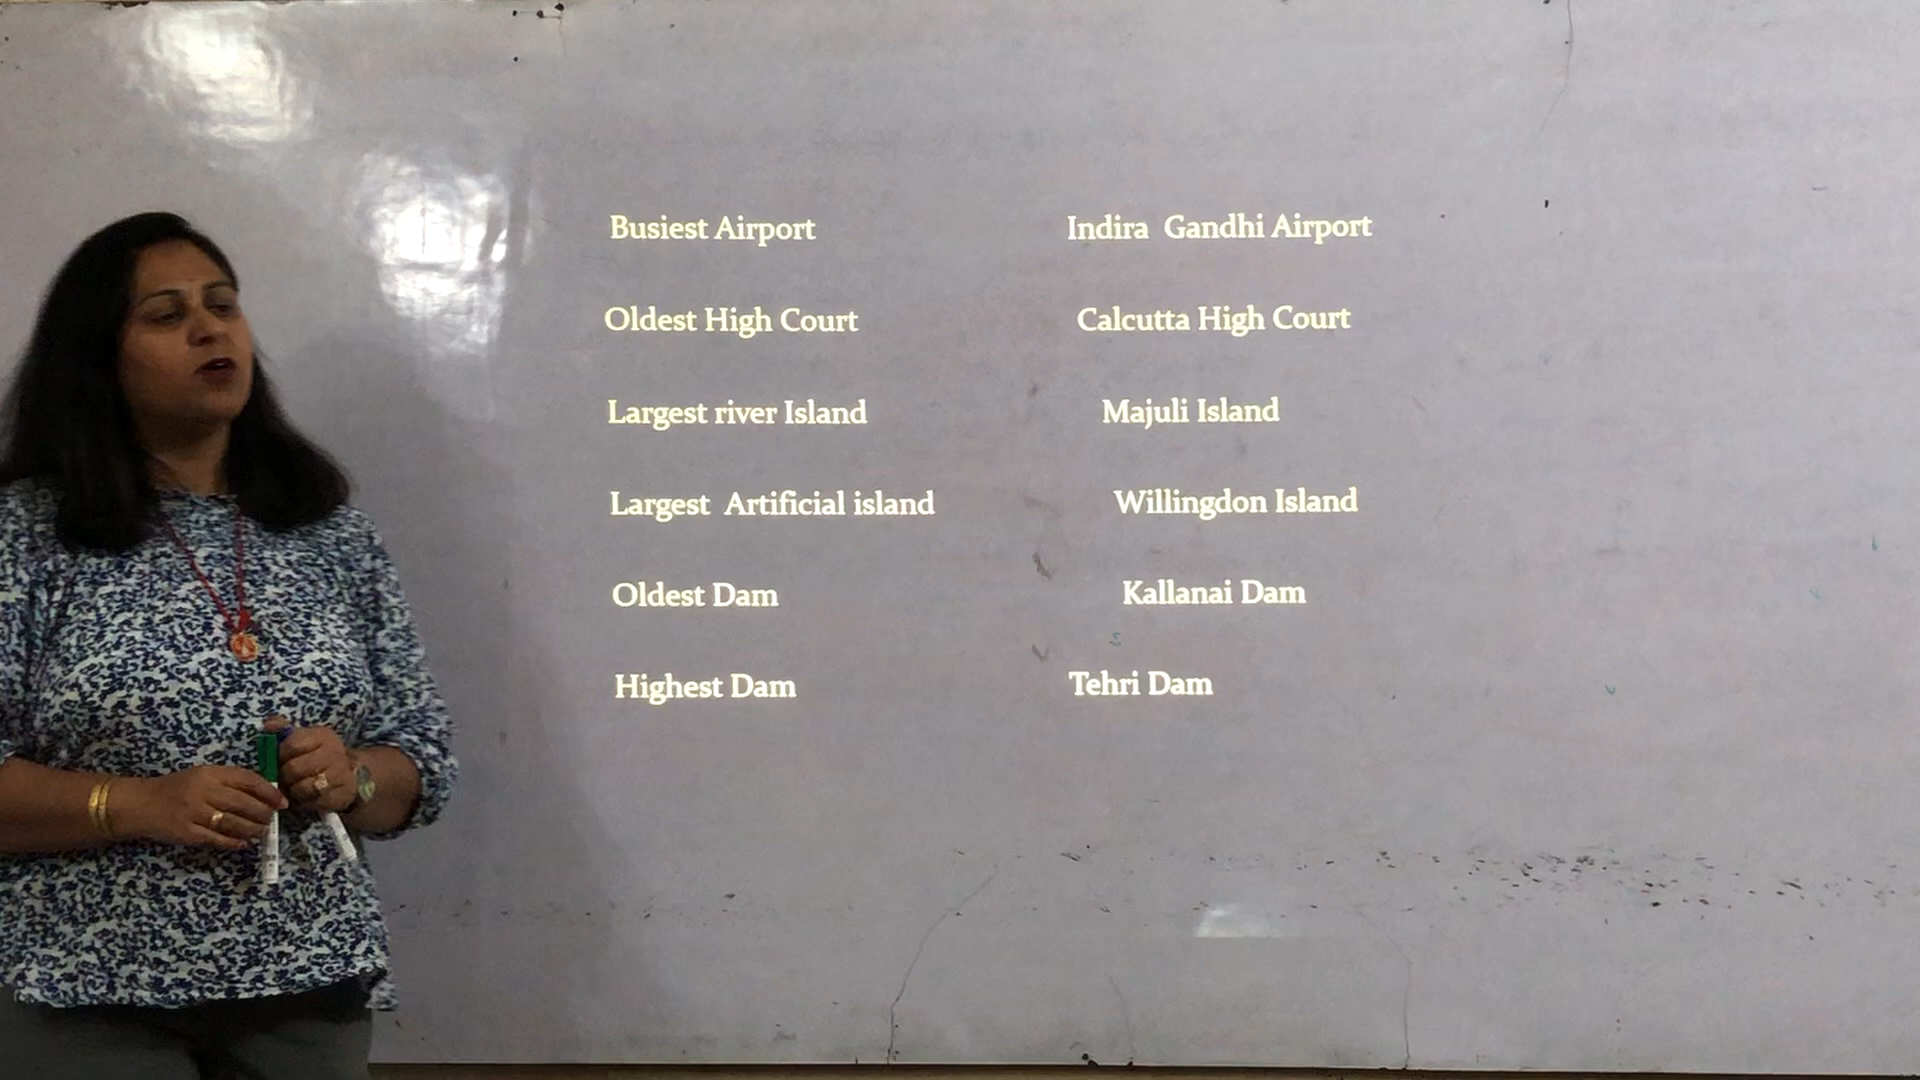 Busiest Airport Indira Gandhi Airport
Oldest High Court Calcutta High Court
Largest river Island Majuli Island
Largest Artificial island Willingdon Island
Oldest Dam Kallanai Dam
Highest Dam Tehri Dam